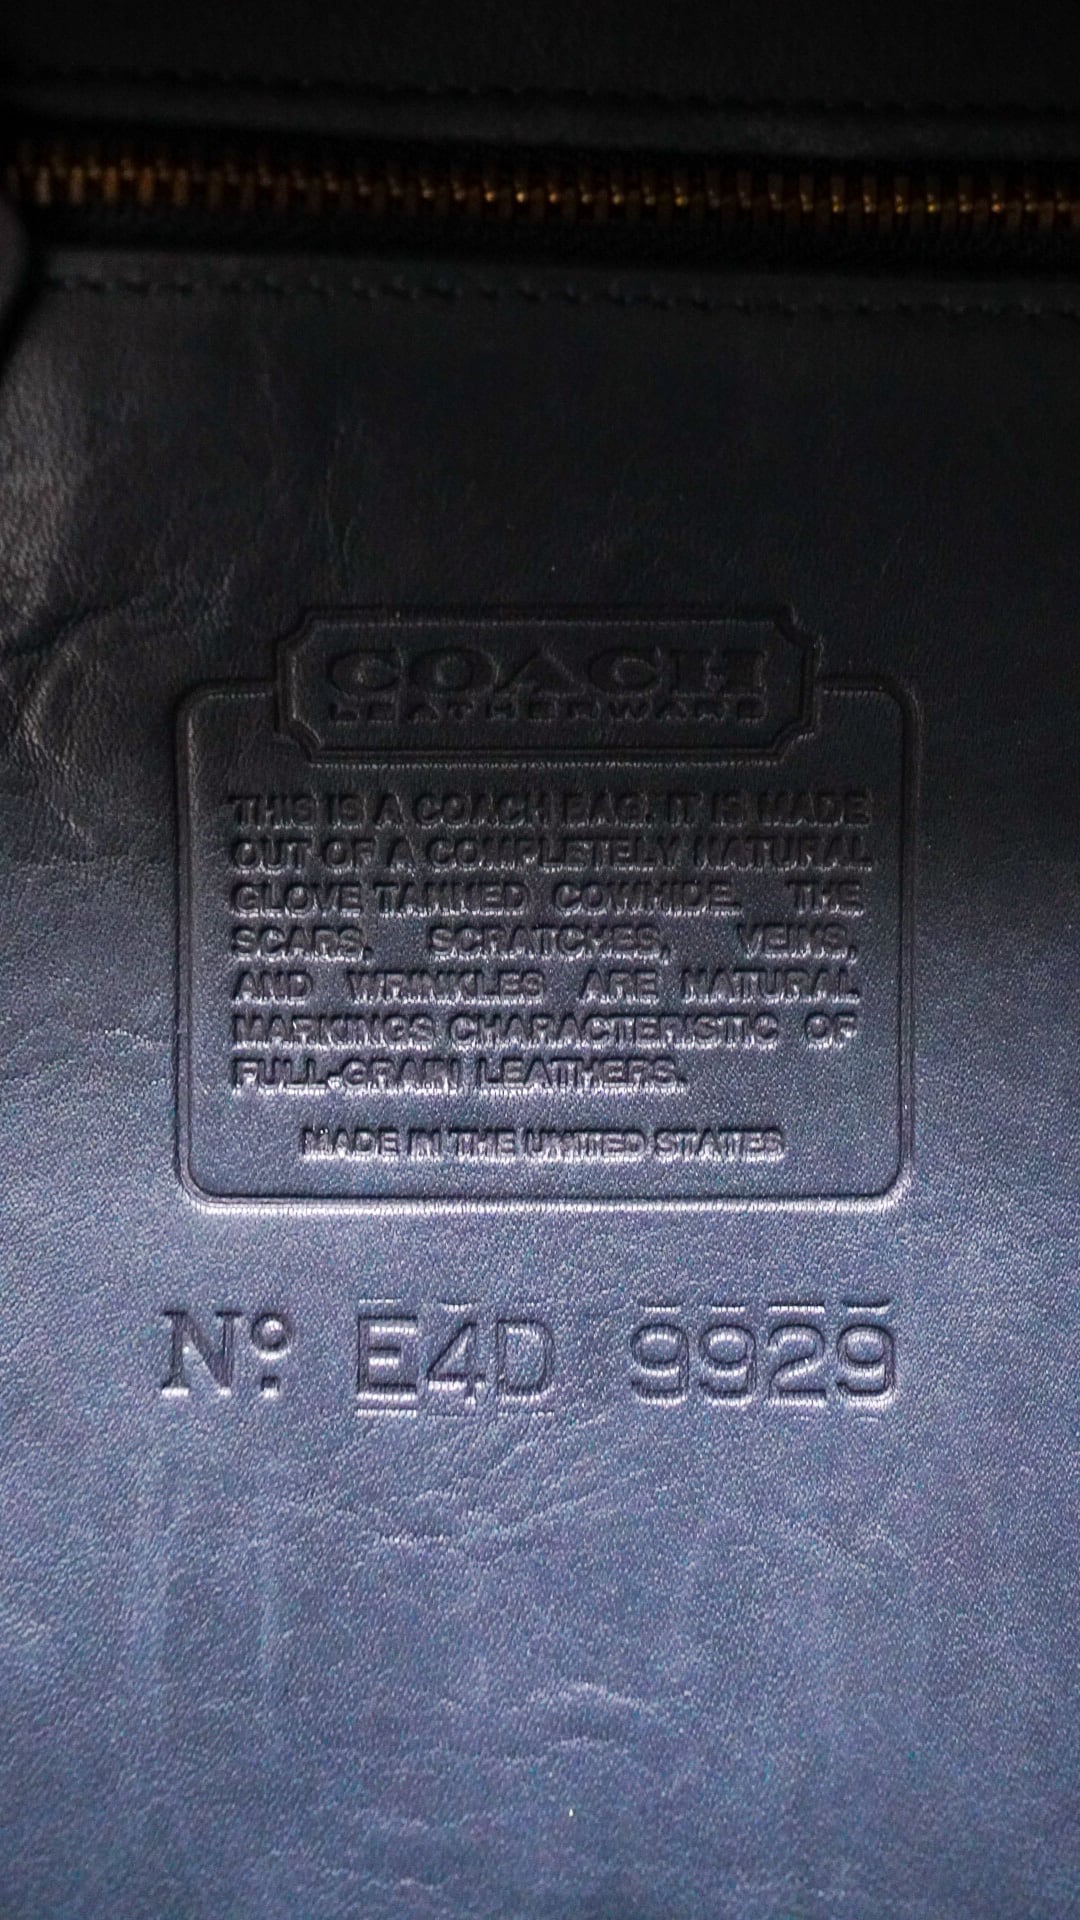 COACH
LEATHERWARE
THIS IS A COACH BAG. IT IS MADE
OUT OF A COMPLETELY NATURAL
GLOVE TANNED COWHIDE. THE
SCARS, SCRATCHES, VEINS,
AND WRINKLES ARE NATURAL
MARKINGS CHARACTERISTIC OF
FULL-GRAIN LEATHERS.
MADE IN THE UNITED STATES
Nº E4D 9929